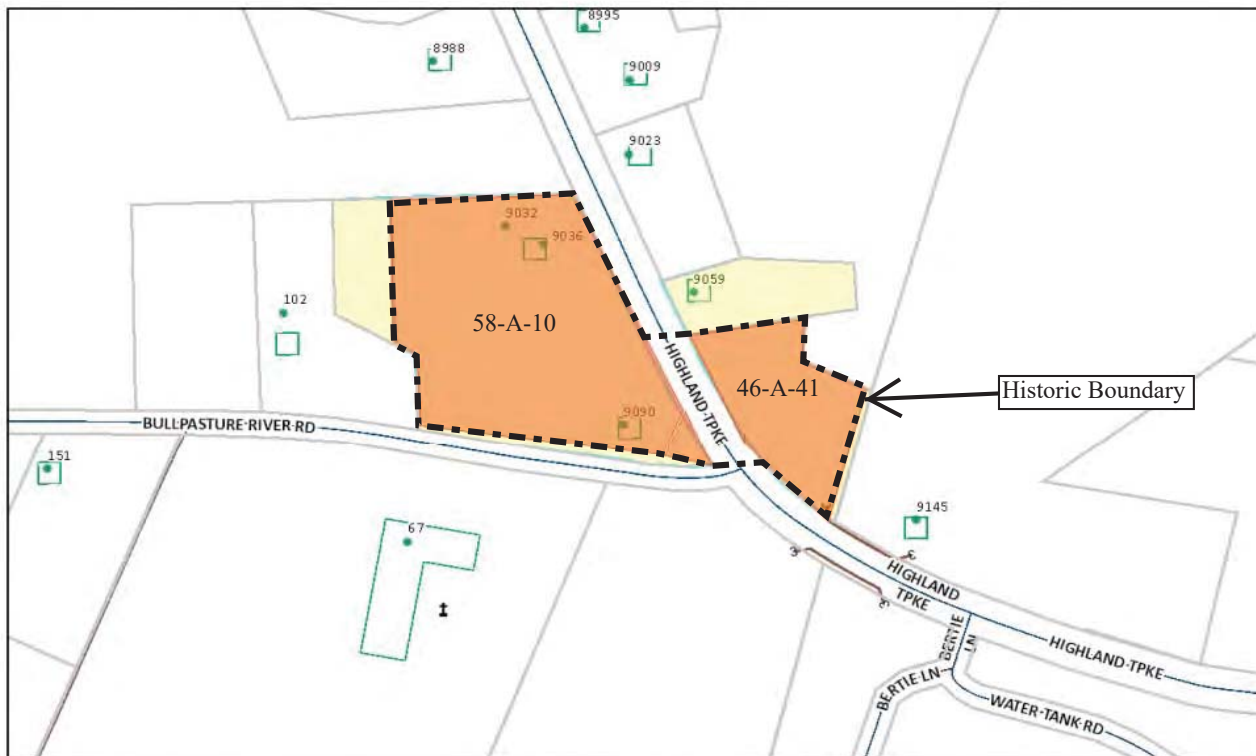 8995
8988
9009
9023
9032
9036
9059
102
58-A-10
HIGHLAND-TPKE
46-A-41
Historic Boundary
9090
BULLPASTURE-RIVER RD
151
67
9145
HIGHLAND
TPKE
BERTIE
LN
HIGHLAND-TPKE
BERTIE-LN
WATER-TANK-RD